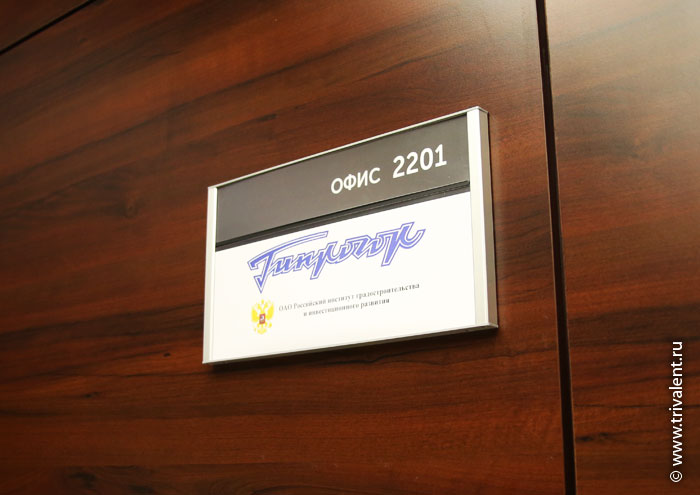 ОФИС 2201
Гипрогор
ОАО Российский институт градостроительства
и инвестиционного развития
© www.trivalent.ru